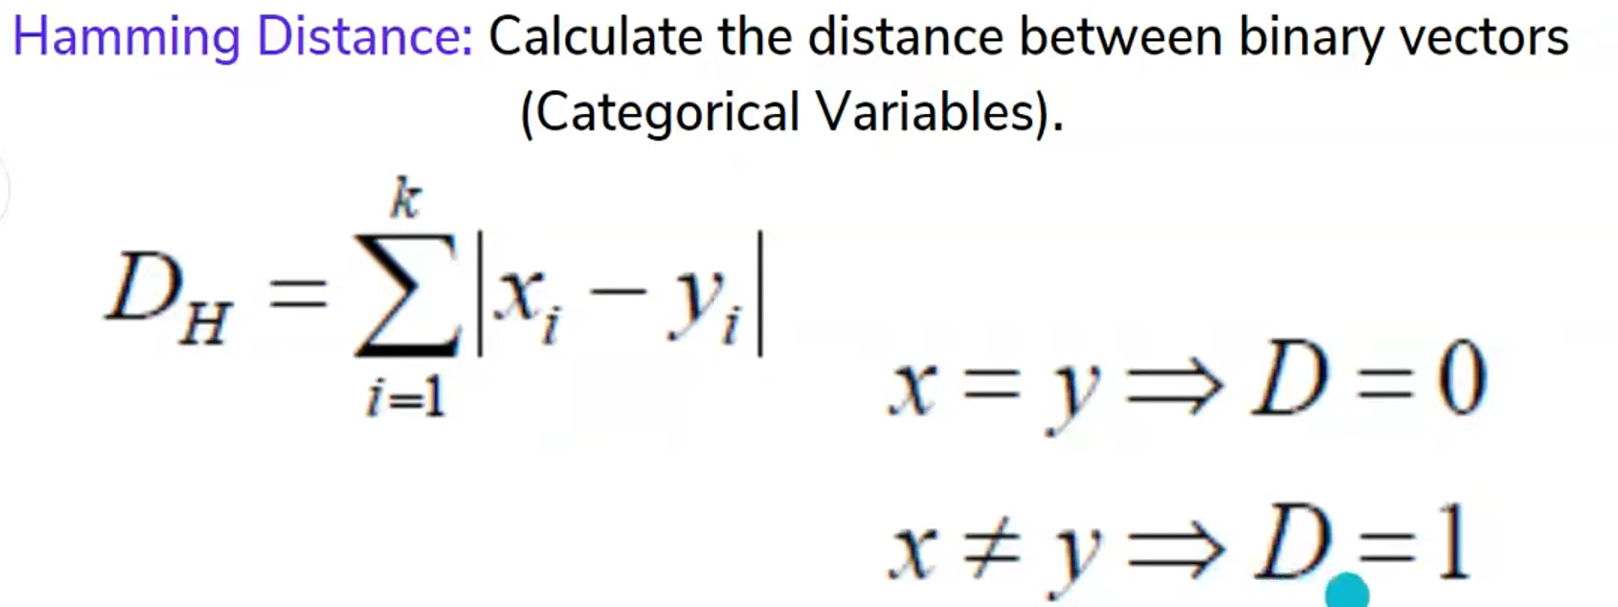 Hamming Distance: Calculate the distance between binary vectors
(Categorical Variables).
k
D_H = ∑ |x_i − y_i|
i=1
x = y ⇒ D = 0
x ≠ y ⇒ D = 1